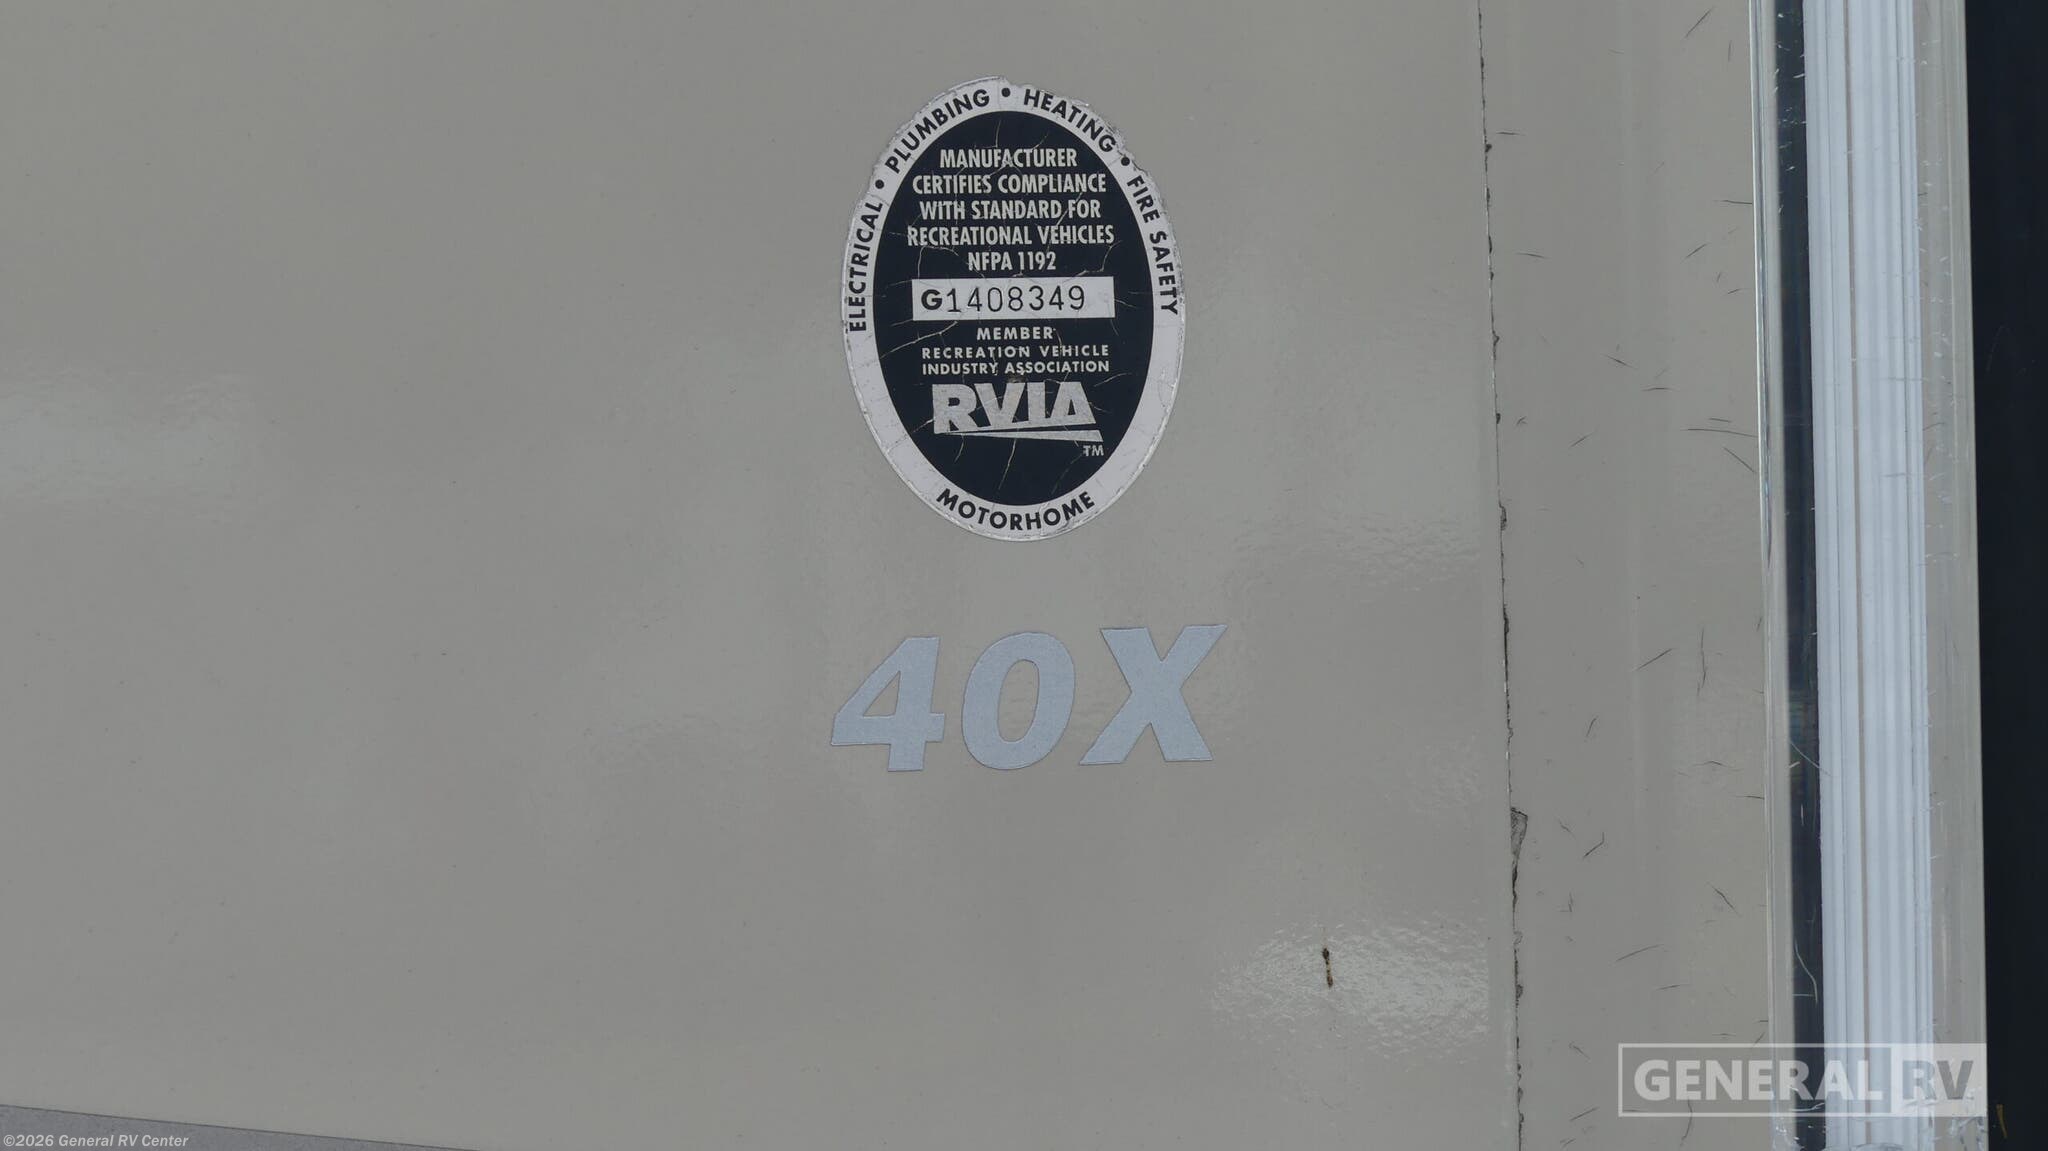 ELECTRICAL • PLUMBING • HEATING • FIRE SAFETY
MANUFACTURER
CERTIFIES COMPLIANCE
WITH STANDARD FOR
RECREATIONAL VEHICLES
NFPA 1192
G1408349
MEMBER
RECREATION VEHICLE
INDUSTRY ASSOCIATION
RVIA
TM
MOTORHOME
40X
GENERAL RV
©2026 General RV Center